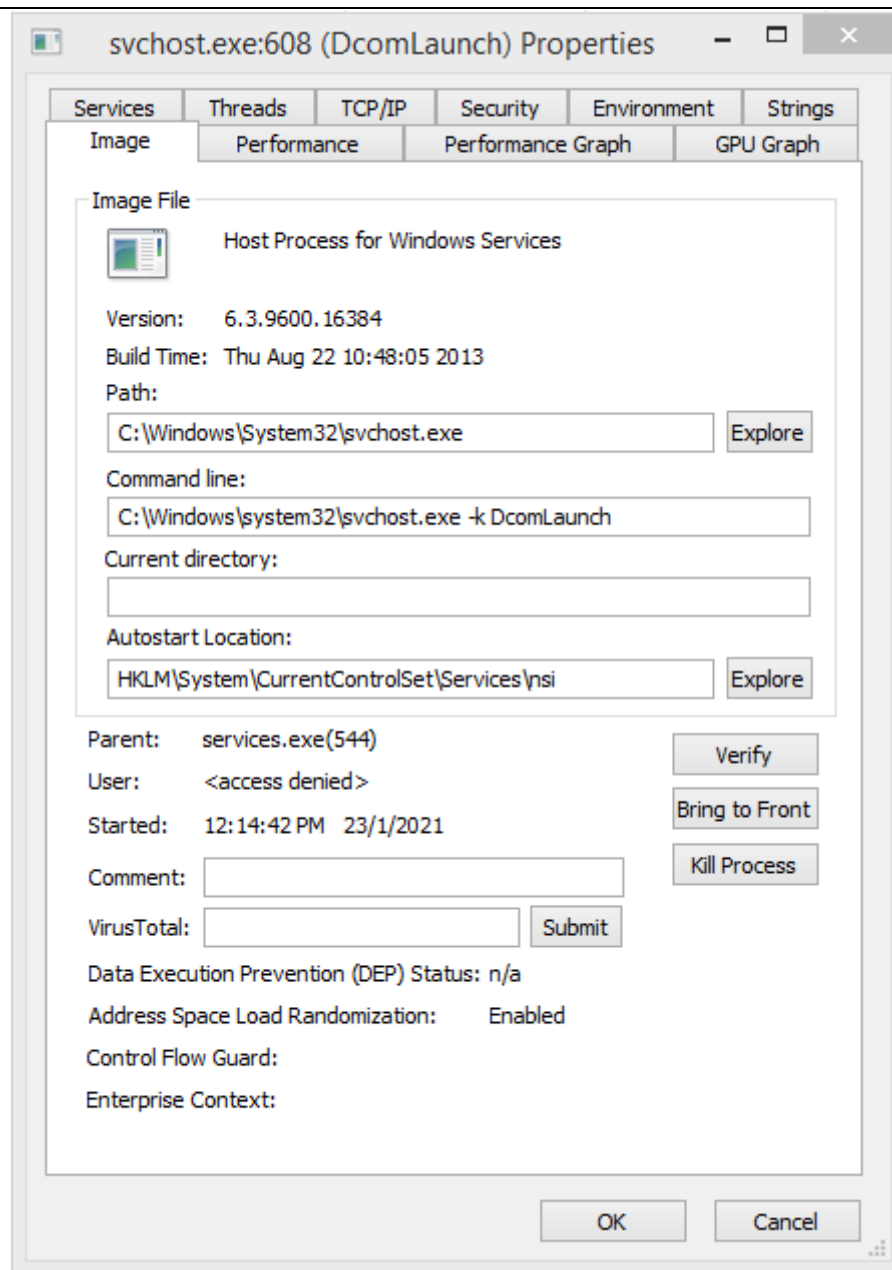 svchost.exe:608 (DcomLaunch) Properties
Services Threads TCP/IP Security Environment Strings
Image Performance Performance Graph GPU Graph
Image File
Host Process for Windows Services
Version: 6.3.9600.16384
Build Time: Thu Aug 22 10:48:05 2013
Path:
C:\Windows\System32\svchost.exe Explore
Command line:
C:\Windows\system32\svchost.exe -k DcomLaunch
Current directory:
Autostart Location:
HKLM\System\CurrentControlSet\Services\nsi Explore
Parent: services.exe(544)
Verify
User: <access denied>
Bring to Front
Started: 12:14:42 PM 23/1/2021
Kill Process
Comment:
VirusTotal: Submit
Data Execution Prevention (DEP) Status: n/a
Address Space Load Randomization: Enabled
Control Flow Guard:
Enterprise Context:
OK Cancel